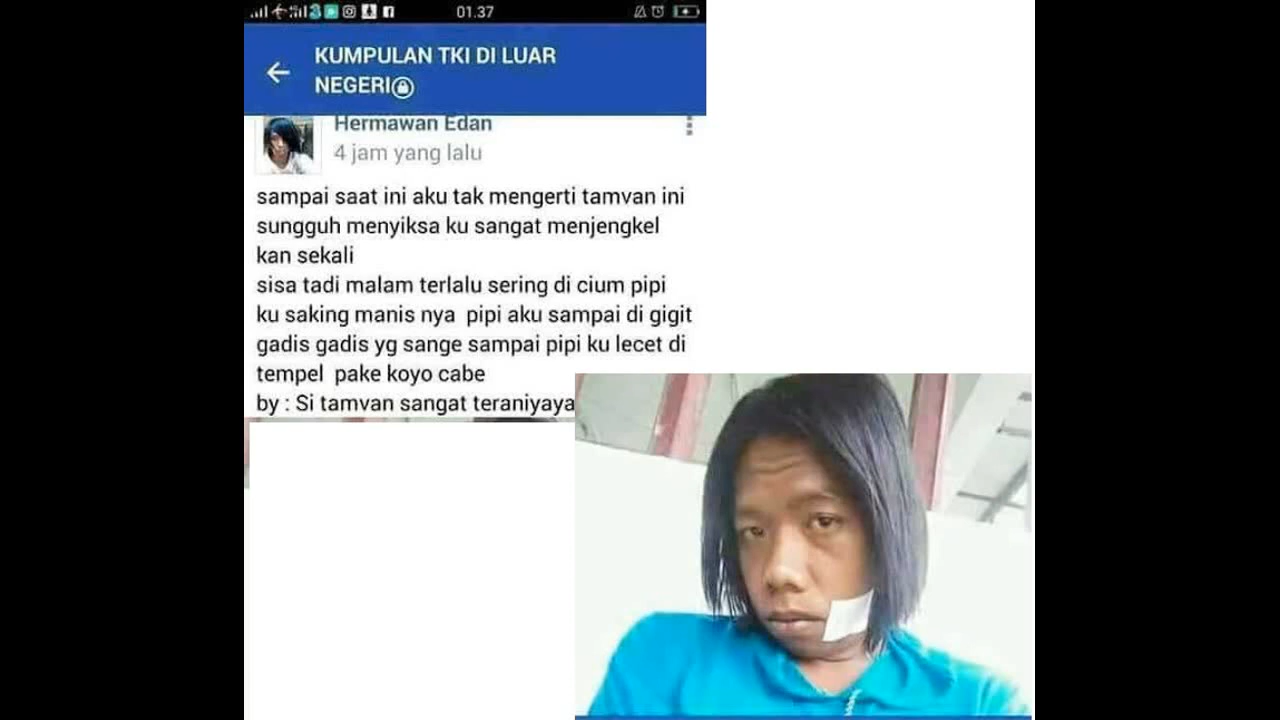 01.37
KUMPULAN TKI DI LUAR
NEGERI
Hermawan Edan
4 jam yang lalu
sampai saat ini aku tak mengerti tamvan ini
sungguh menyiksa ku sangat menjengkel
kan sekali
sisa tadi malam terlalu sering di cium pipi
ku saking manis nya pipi aku sampai di gigit
gadis gadis yg sange sampai pipi ku lecet di
tempel pake koyo cabe
by : Si tamvan sangat teraniyaya